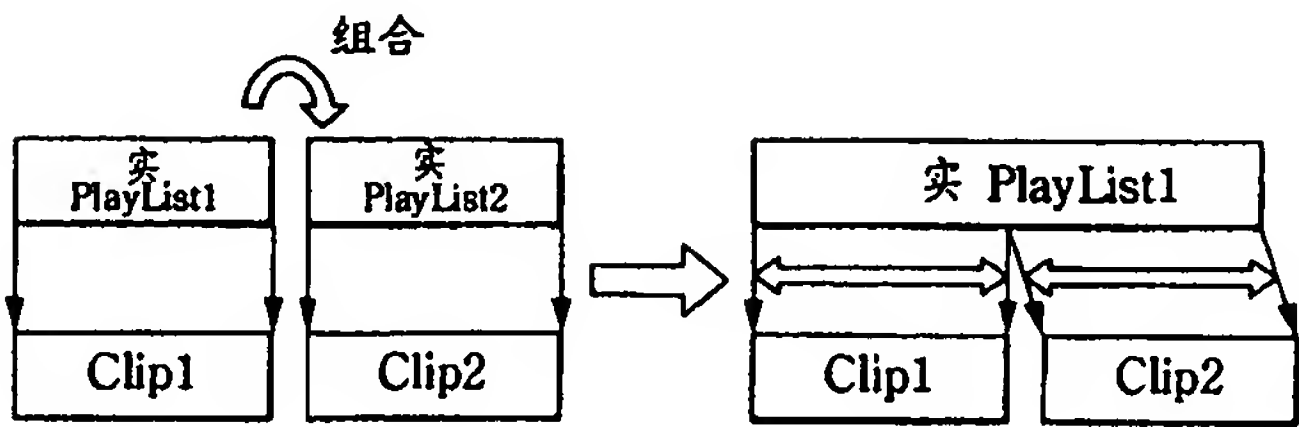 组合
实
PlayList1
实
PlayList2
实 PlayList1
Clip1
Clip2
Clip1
Clip2